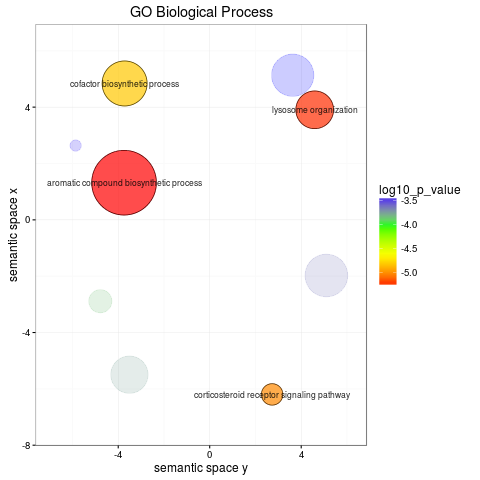 GO Biological Process
cofactor biosynthetic process
lysosome organization
aromatic compound biosynthetic process
corticosteroid receptor signaling pathway
semantic space x
4
0
-4
-8
-4
0
4
semantic space y
log10_p_value
-3.5
-4.0
-4.5
-5.0